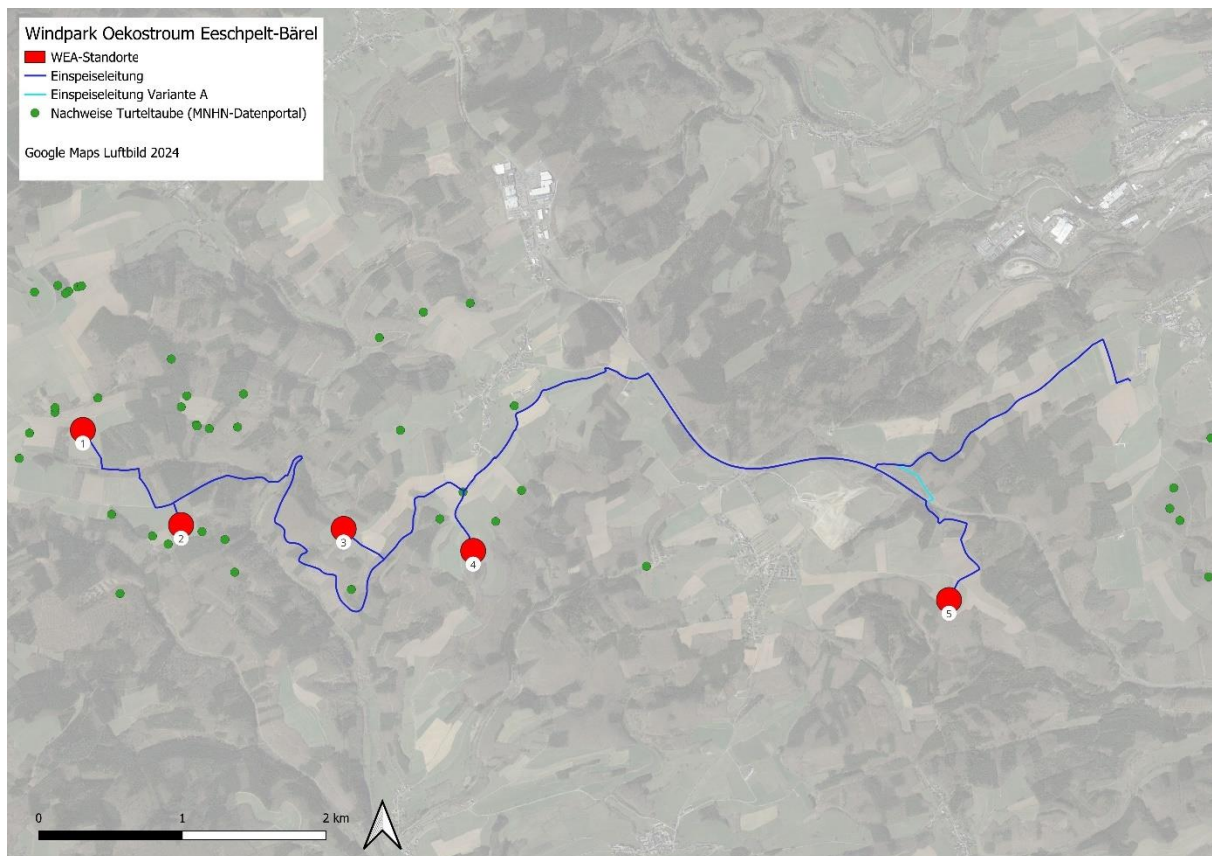 Windpark Oekostroum Eeschpelt-Bärel
WEA-Standorte
Einspeiseleitung
Einspeiseleitung Variante A
Nachweise Turteltaube (MNHN-Datenportal)
Google Maps Luftbild 2024
1
2
3
4
5
0 1 2 km